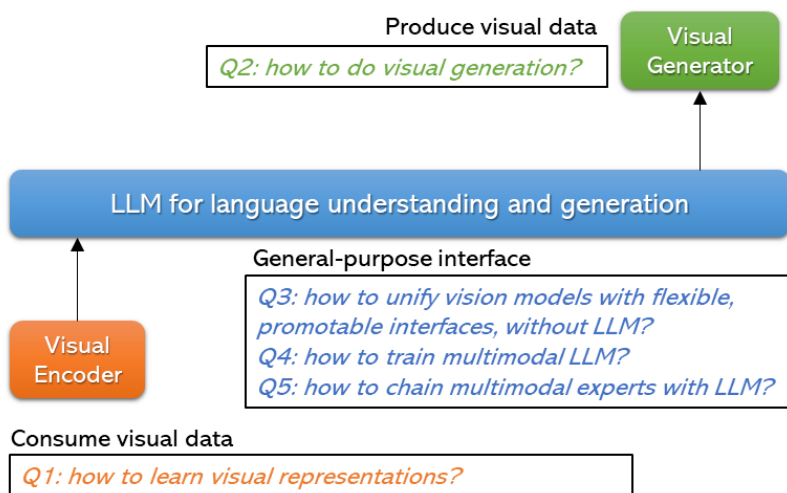 Produce visual data
Q2: how to do visual generation?
Visual
Generator
LLM for language understanding and generation
General-purpose interface
Q3: how to unify vision models with flexible,
promotable interfaces, without LLM?
Q4: how to train multimodal LLM?
Q5: how to chain multimodal experts with LLM?
Visual
Encoder
Consume visual data
Q1: how to learn visual representations?